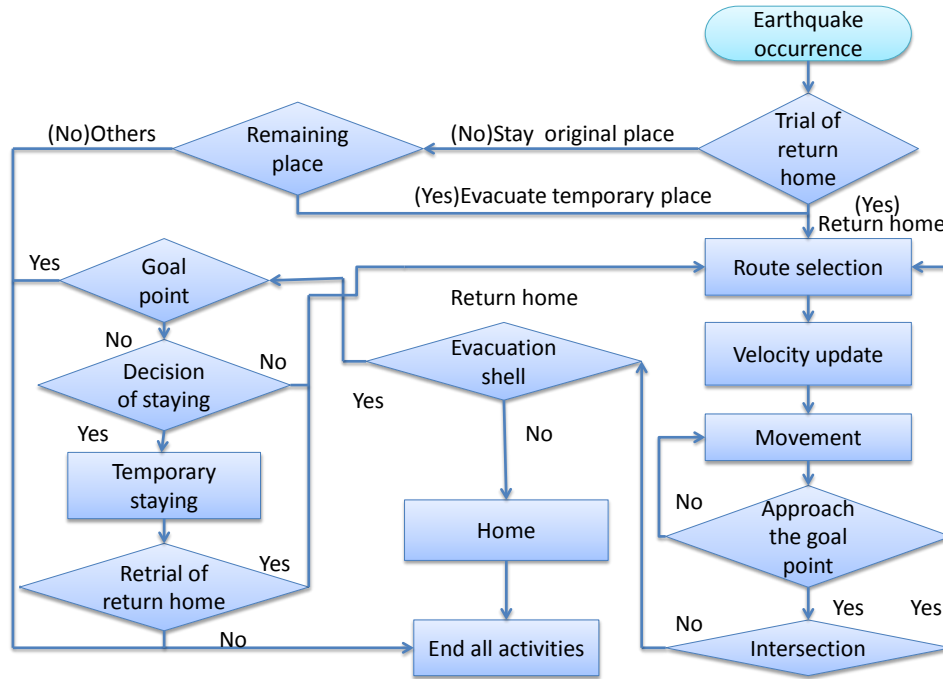 Earthquake
occurrence
Trial of
return
home
(No)Stay  original place
Remaining
place
(No)Others
(Yes)Evacuate temporary place
(Yes)
Return home
Route selection
Velocity update
Movement
No
Approach
the goal
point
Yes
Yes
Intersection
No
Return home
Evacuation
shell
Yes
No
Home
End all activities
Yes
Goal
point
No
No
Decision
of staying
Yes
Temporary
staying
Retrial of
return home
Yes
No